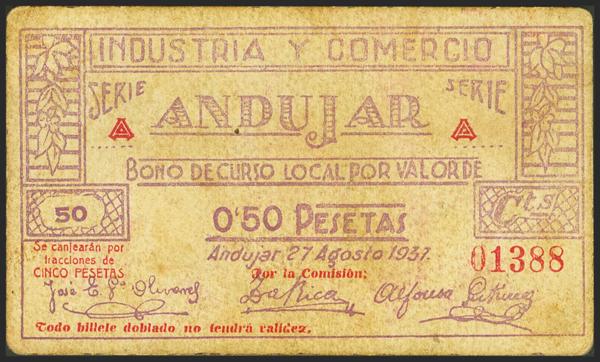 INDUSTRIA Y COMERCIO
SERIE ANDUJAR SERIE
A A
BONO DE CURSO LOCAL POR VALOR DE
50 0'50 PESETAS Cts.
Andujar, 27 Agosto 1937.
Se canjearán por
fracciones de
CINCO PESETAS
01388
Por la Comisión;
José
Alfonso
Todo billete doblado no tendrá validez.